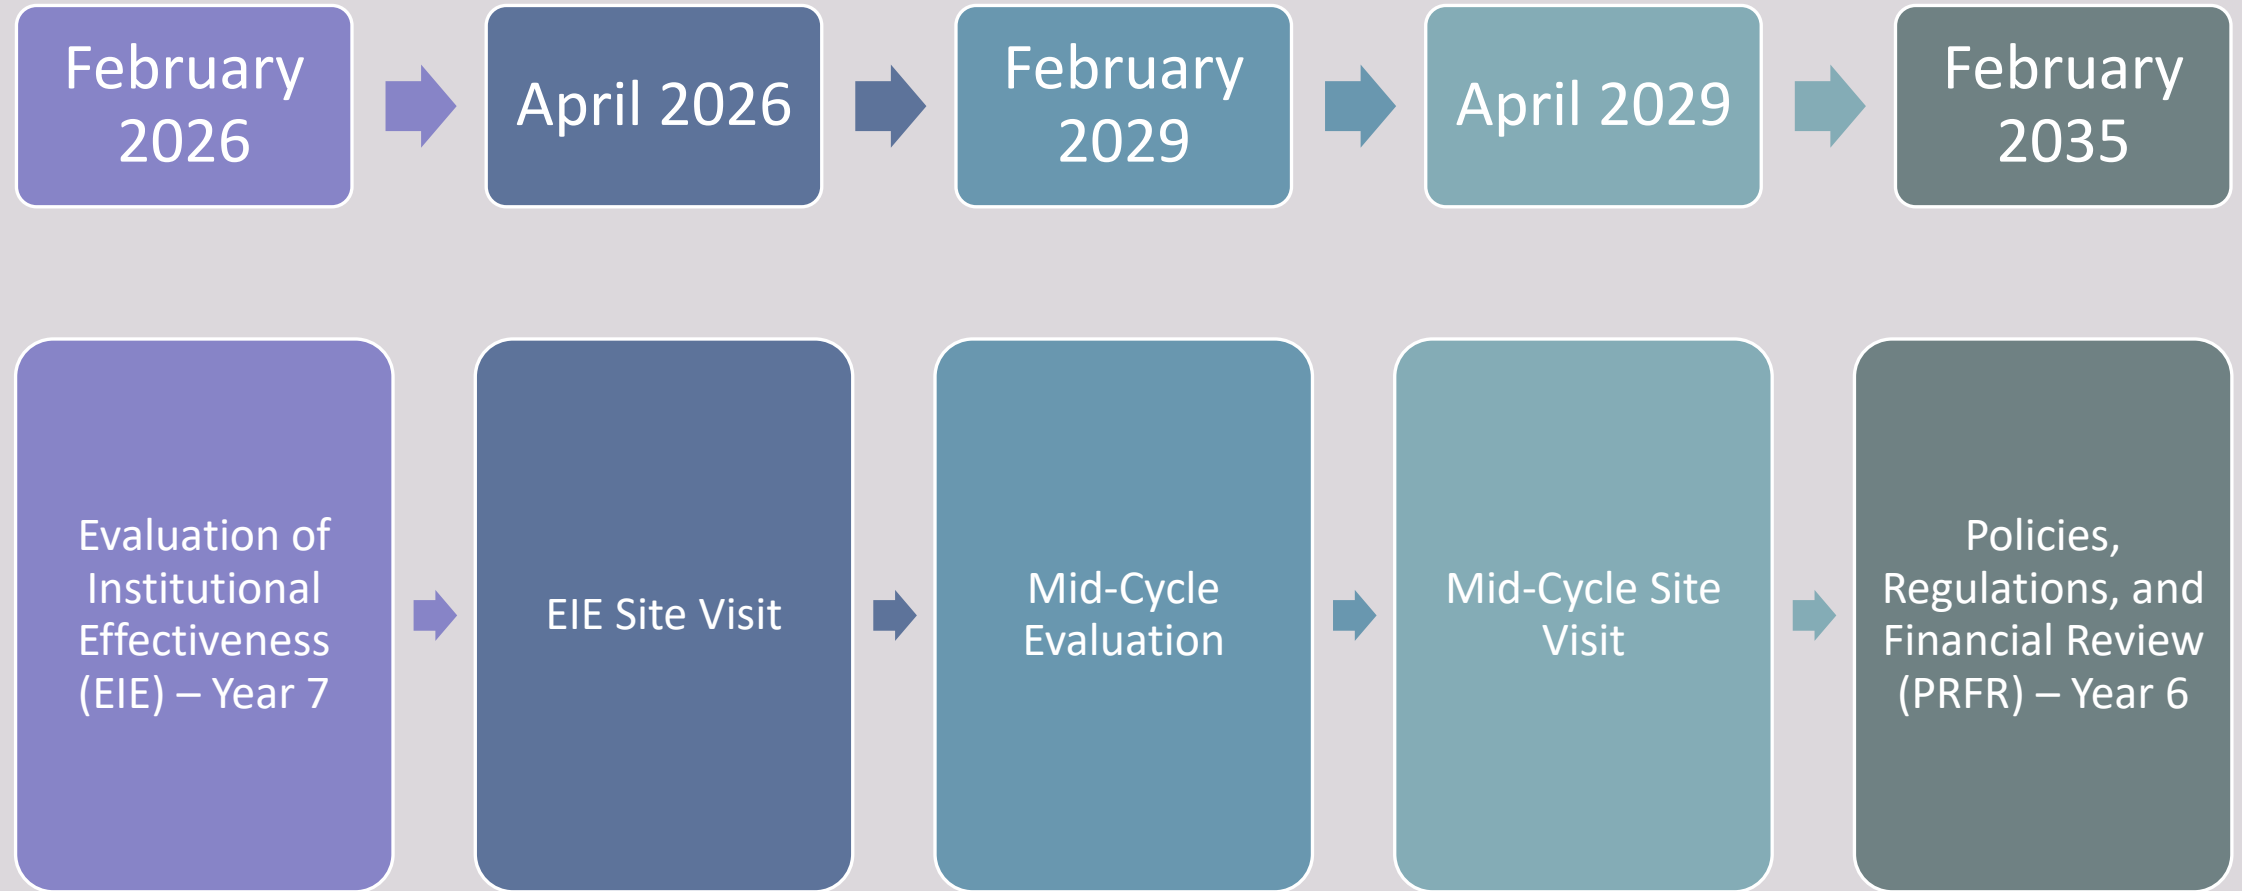 February
2026
April 2026
February
2029
April 2029
February
2035
Evaluation of
Institutional
Effectiveness
(EIE) – Year 7
EIE Site Visit
Mid-Cycle
Evaluation
Mid-Cycle Site
Visit
Policies,
Regulations, and
Financial Review
(PRFR) – Year 6